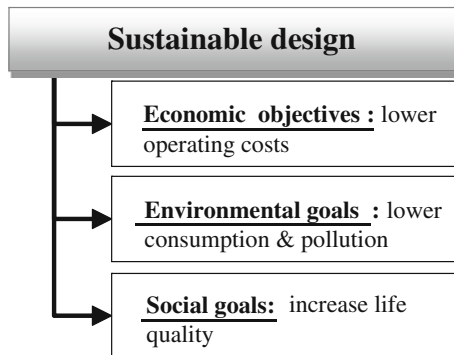 Sustainable design
Economic objectives : lower
operating costs
Environmental goals : lower
consumption & pollution
Social goals: increase life
quality